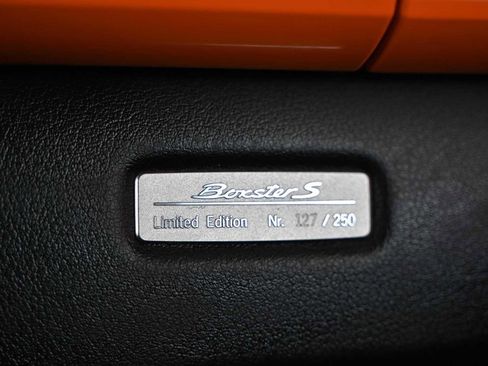 Boxster S
Limited Edition Nr. 127 / 250